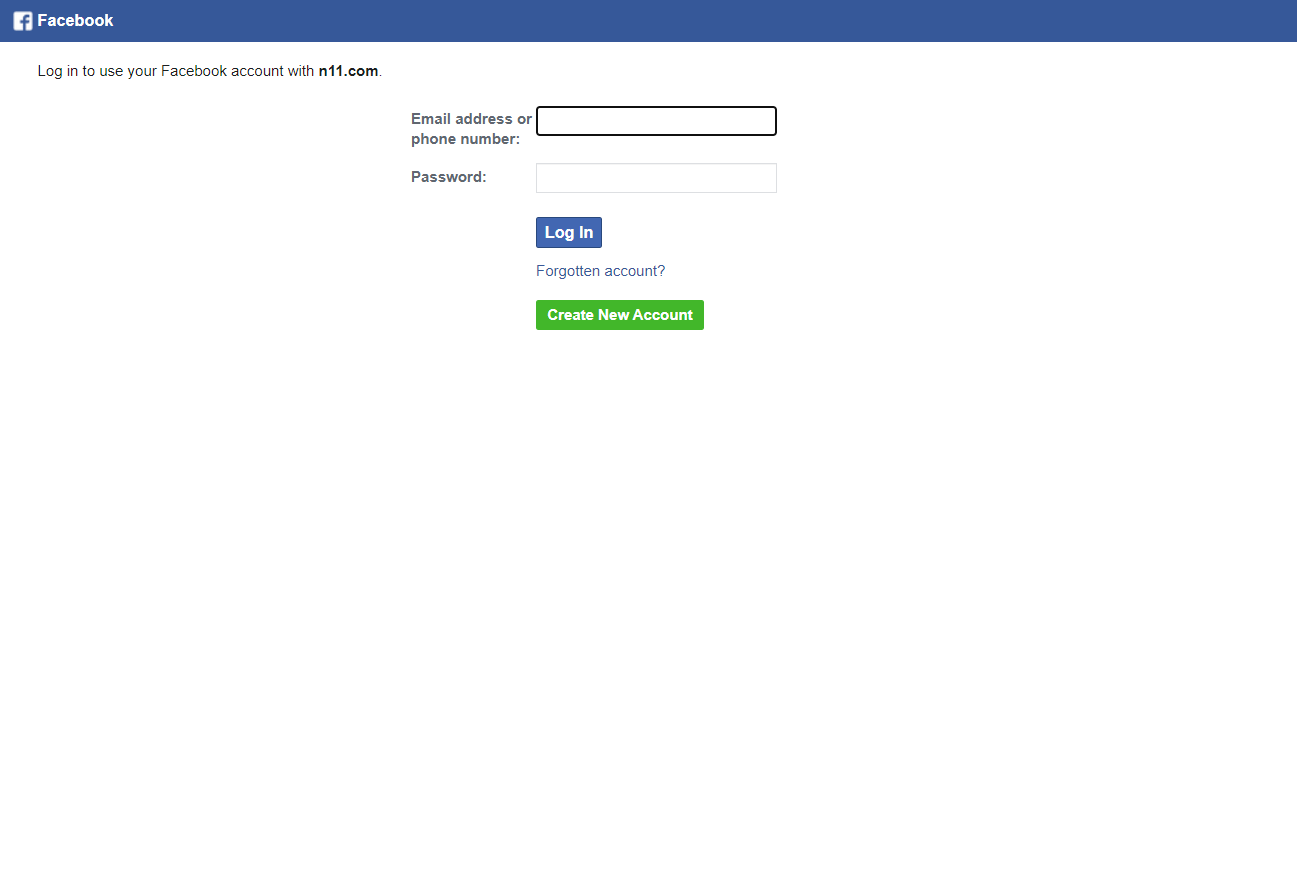 Facebook
Log in to use your Facebook account with n11.com.
Email address or
phone number:
Password:
Log In
Forgotten account?
Create New Account